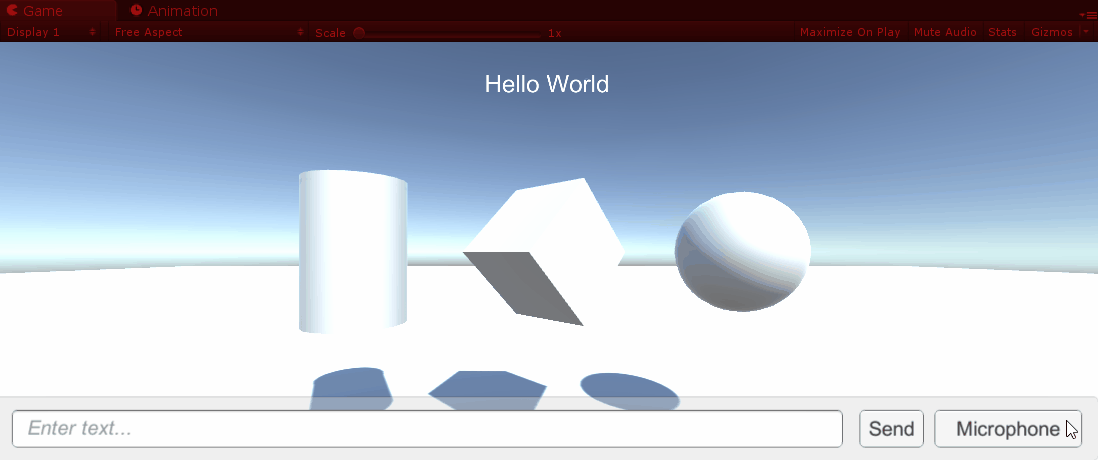 Game Animation
Display 1 Free Aspect Scale 1x Maximize On Play Mute Audio Stats Gizmos
Hello World
Enter text... Send Microphone